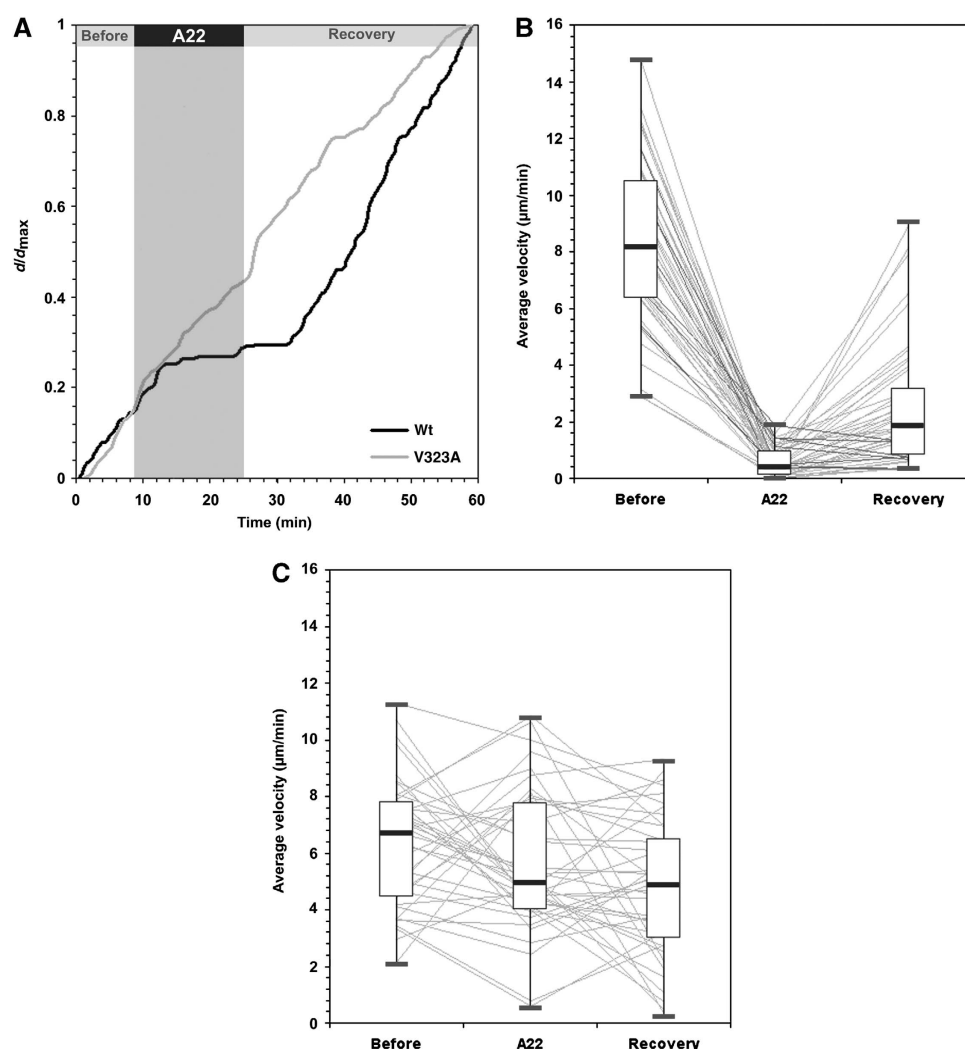 A
Before A22 Recovery
1
0.8
0.6
0.4
0.2
0
d/dmax
Wt
V323A
0 10 20 30 40 50 60
Time (min)
B
16
14
12
10
8
6
4
2
0
Average velocity (µm/min)
Before A22 Recovery
C
16
14
12
10
8
6
4
2
0
Average velocity (µm/min)
Before A22 Recovery